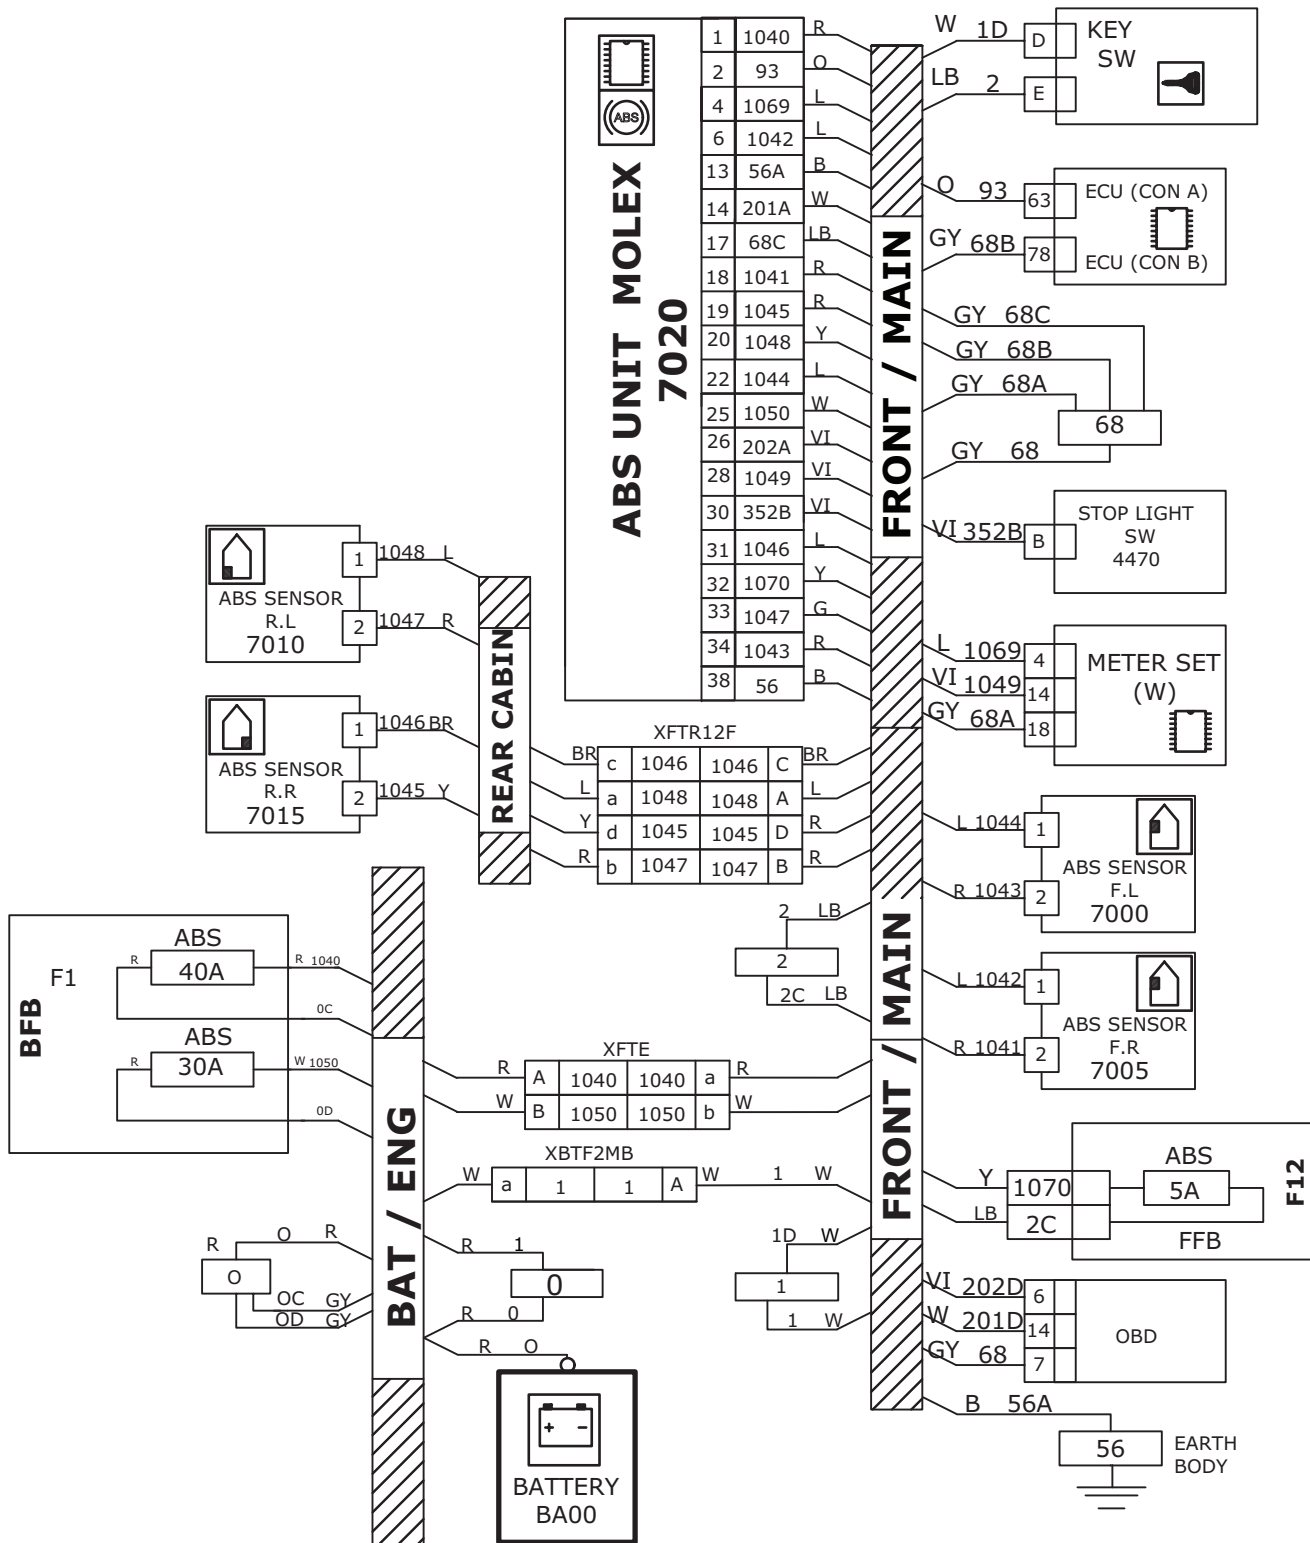 ABS
ABS UNIT MOLEX
7020
1 1040 R
2 93 O
4 1069 L
6 1042 L
13 56A B
14 201A W
17 68C LB
18 1041 R
19 1045 R
20 1048 Y
22 1044 L
25 1050 W
26 202A VI
28 1049 VI
30 352B VI
31 1046 L
32 1070 Y
33 1047 G
34 1043 R
38 56 B
FRONT / MAIN
W 1D D
LB 2 E
KEY
SW
O 93 63
GY 68B 78
ECU (CON A)
ECU (CON B)
GY 68C
GY 68B
GY 68A
68
GY 68
VI 352B B
STOP LIGHT
SW
4470
L 1069 4
VI 1049 14
GY 68A 18
METER SET
(W)
1 1048 L
2 1047 R
ABS SENSOR
R.L
7010
1 1046 BR
2 1045 Y
ABS SENSOR
R.R
7015
REAR CABIN
XFTR12F
BR c 1046 1046 C BR
L a 1048 1048 A L
Y d 1045 1045 D R
R b 1047 1047 B R
L 1044 1
R 1043 2
ABS SENSOR
F.L
7000
L 1042 1
R 1041 2
ABS SENSOR
F.R
7005
2 LB
2
2C LB
FRONT / MAIN
BFB
F1
ABS
R 40A R 1040
0C
ABS
R 30A W 1050
0D
BAT / ENG
XFTE
R A 1040 1040 a R
W B 1050 1050 b W
XBTF2MB
W a 1 1 A W 1 W
1D W
1
1 W
Y 1070
LB 2C
ABS
5A
FFB
F12
R O R
O
OC GY
OD GY
R 1
0
R 0
R O
+ -
BATTERY
BA00
VI 202D 6
W 201D 14
GY 68 7
OBD
B 56A
56
EARTH
BODY